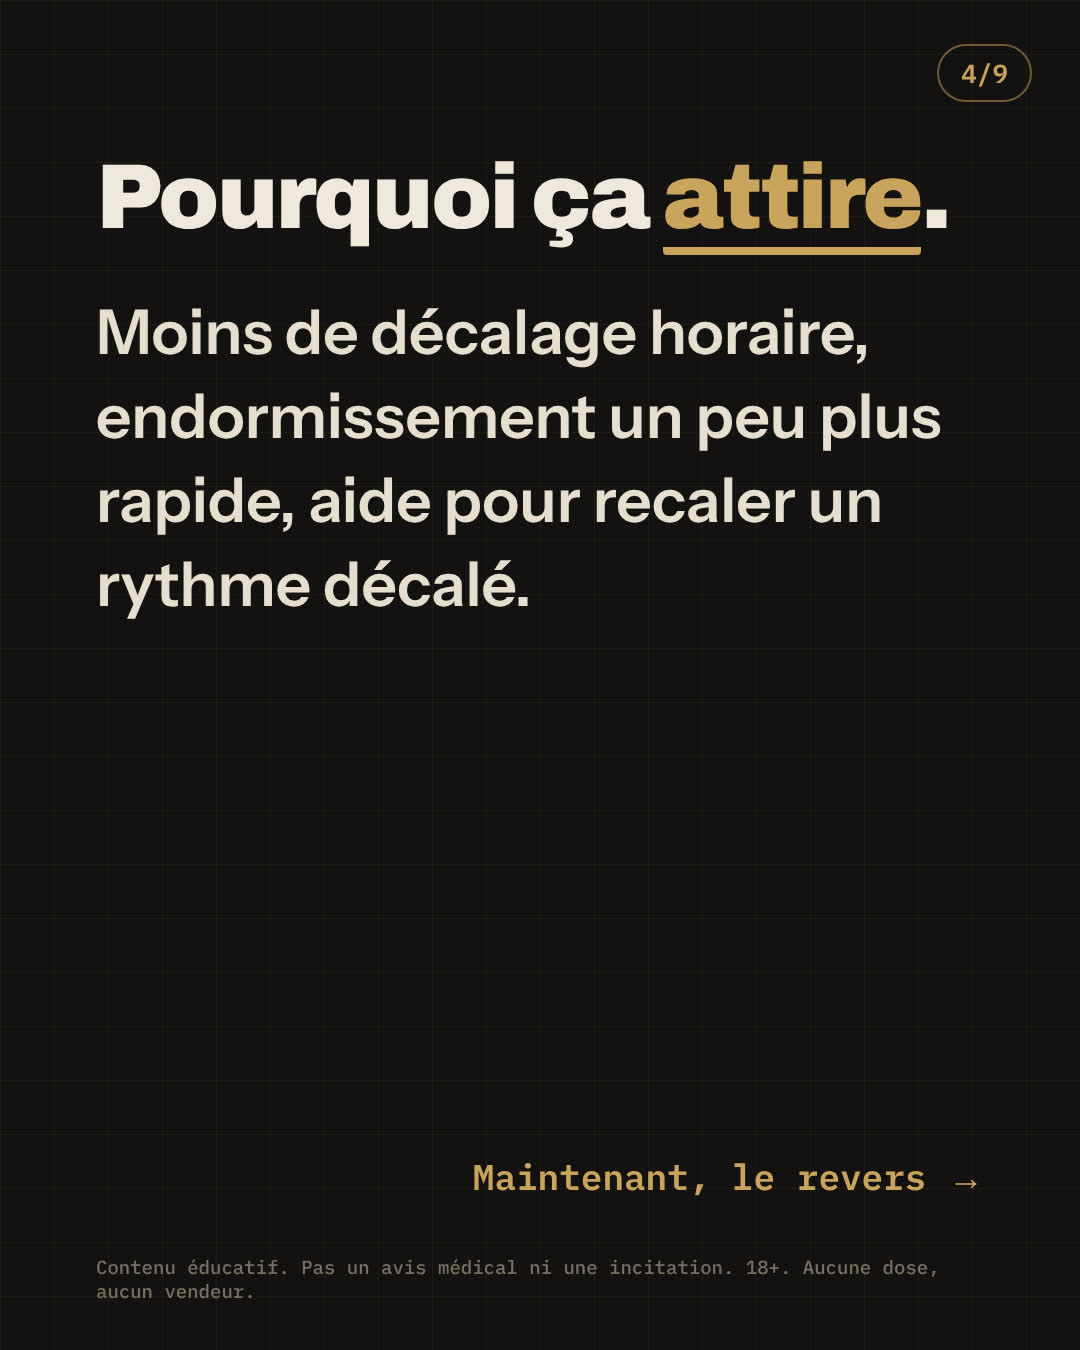 4/9
Pourquoi ça attire.
Moins de décalage horaire,
endormissement un peu plus
rapide, aide pour recaler un
rythme décalé.
Maintenant, le revers →
Contenu éducatif. Pas un avis médical ni une incitation. 18+. Aucune dose,
aucun vendeur.